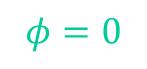 ϕ = 0